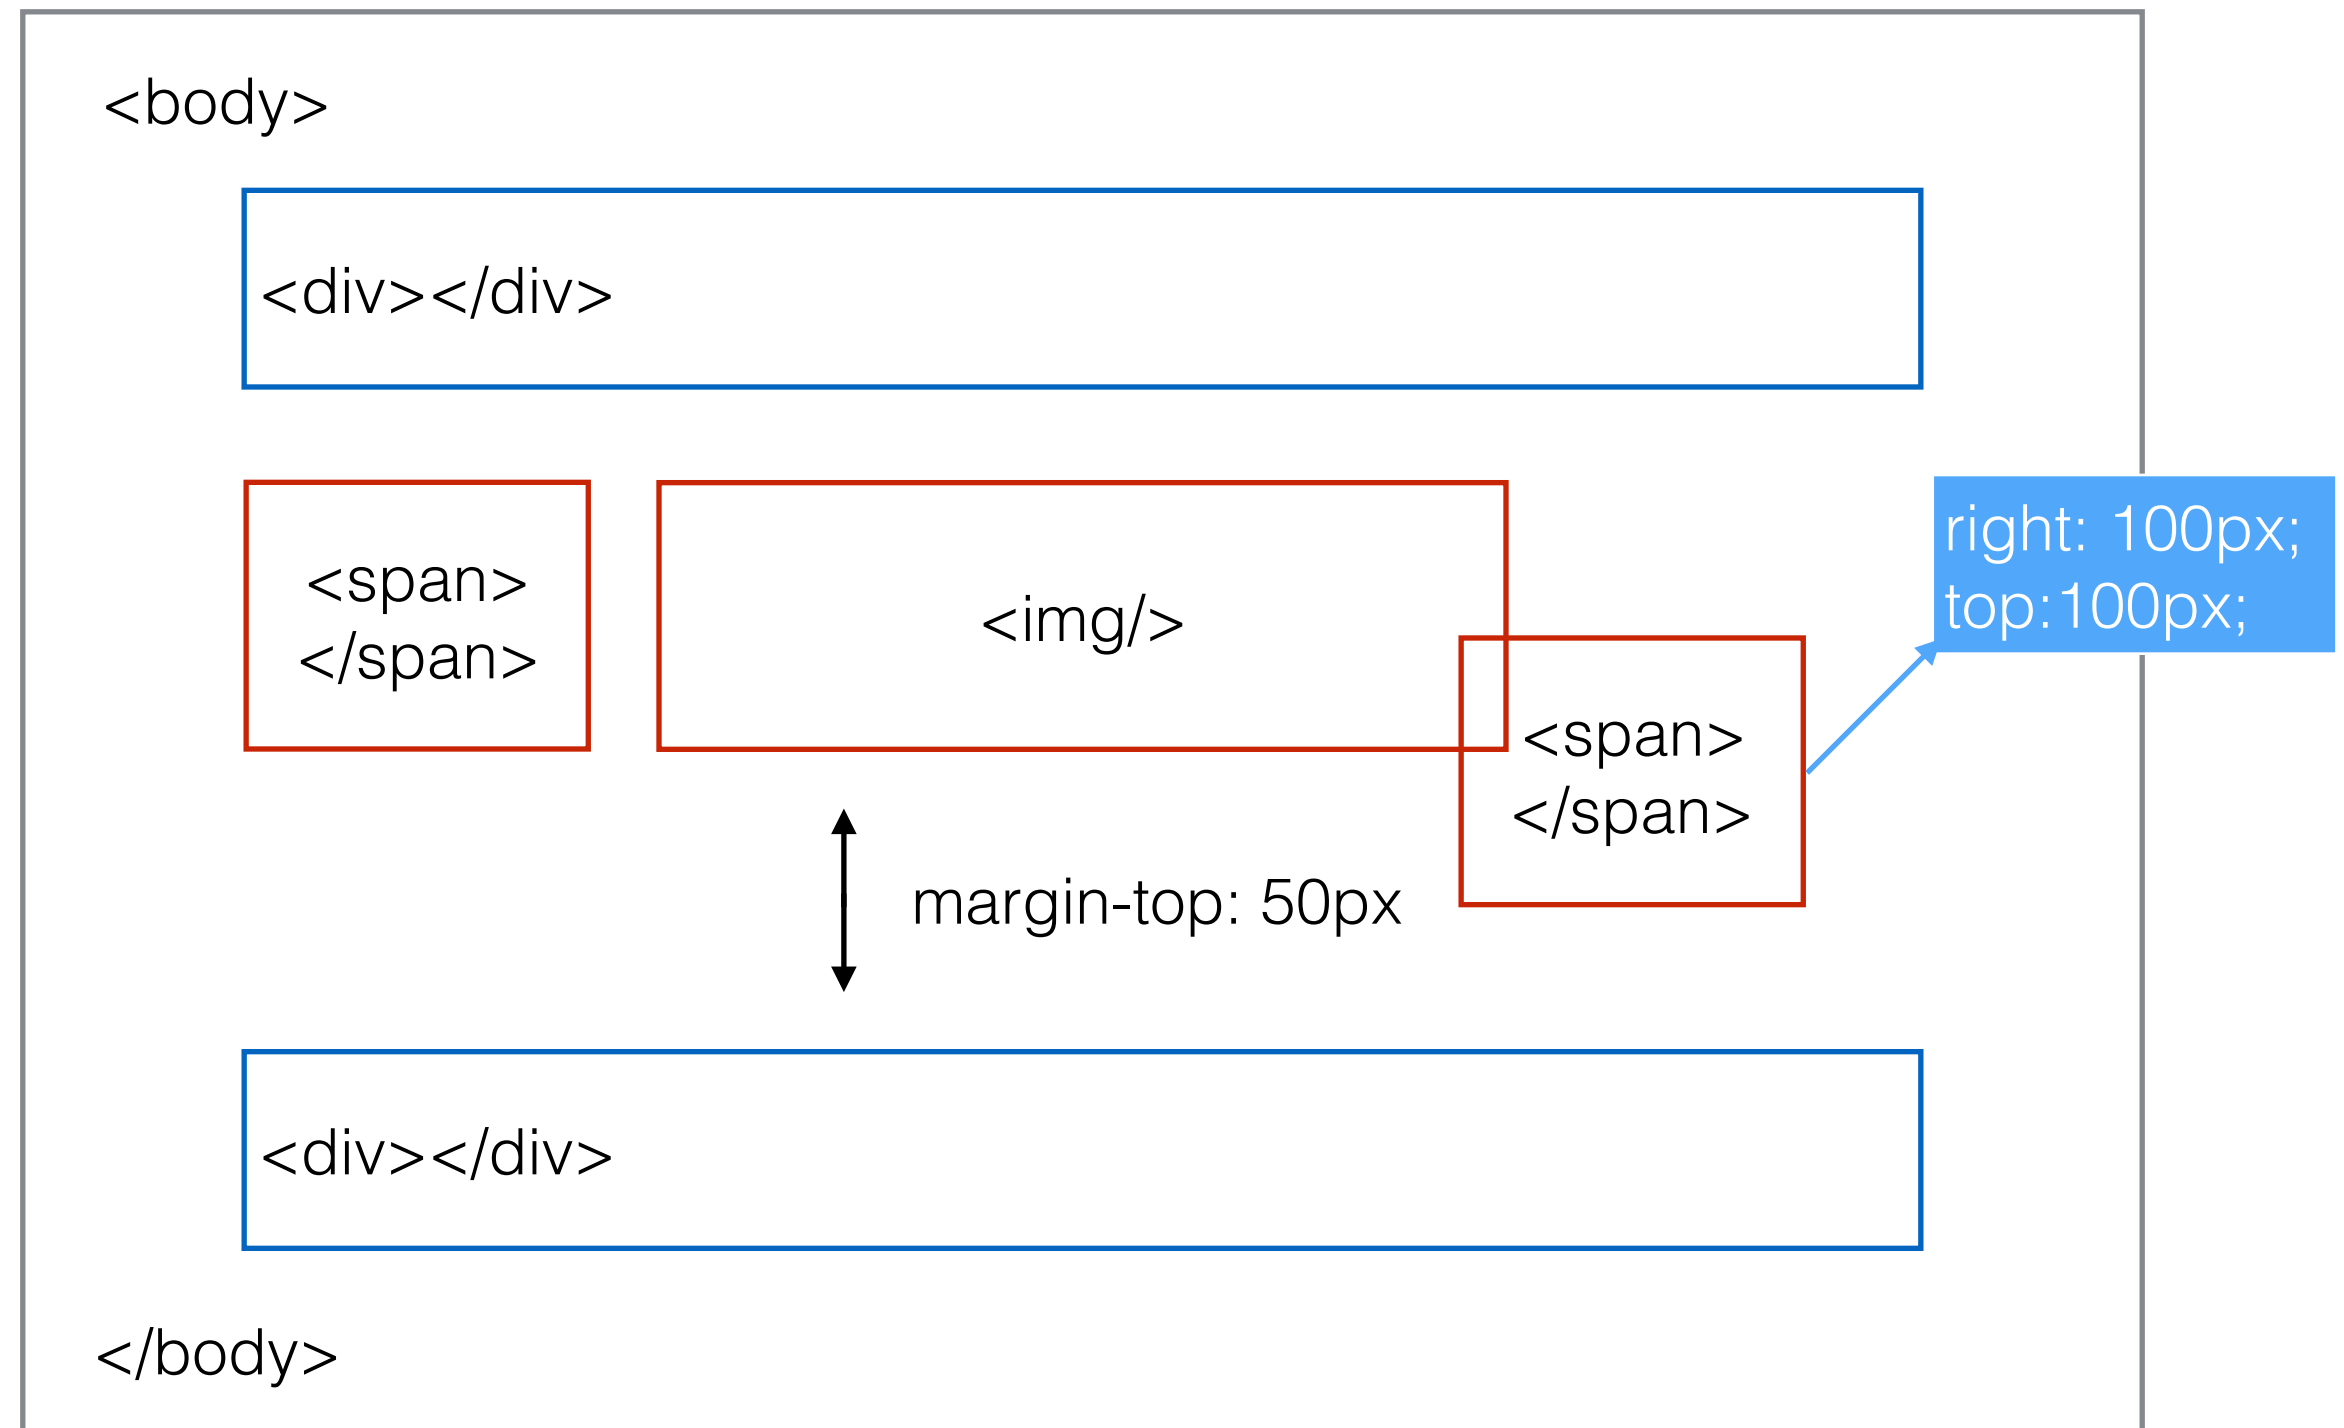 <body>
<div></div>
<span>
</span>
<img/>
right: 100px;
top:100px;
<span>
</span>
margin-top: 50px
<div></div>
</body>